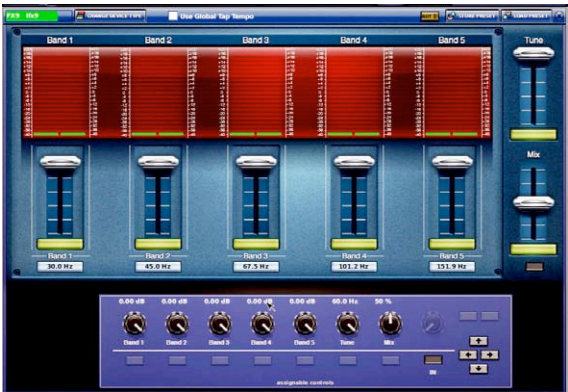 FX9 fx9 CHANGE DEVICE TYPE Use Global Tap Tempo STORE PRESET LOAD PRESET
Band 1 Band 2 Band 3 Band 4 Band 5 Tune
Mix
Band 1 Band 2 Band 3 Band 4 Band 5
30.0 Hz 45.0 Hz 67.5 Hz 101.2 Hz 151.9 Hz
0.00 dB 0.00 dB 0.00 dB 0.00 dB 0.00 dB 60.0 Hz 50 %
Band 1 Band 2 Band 3 Band 4 Band 5 Tune Mix
IN
assignable controls